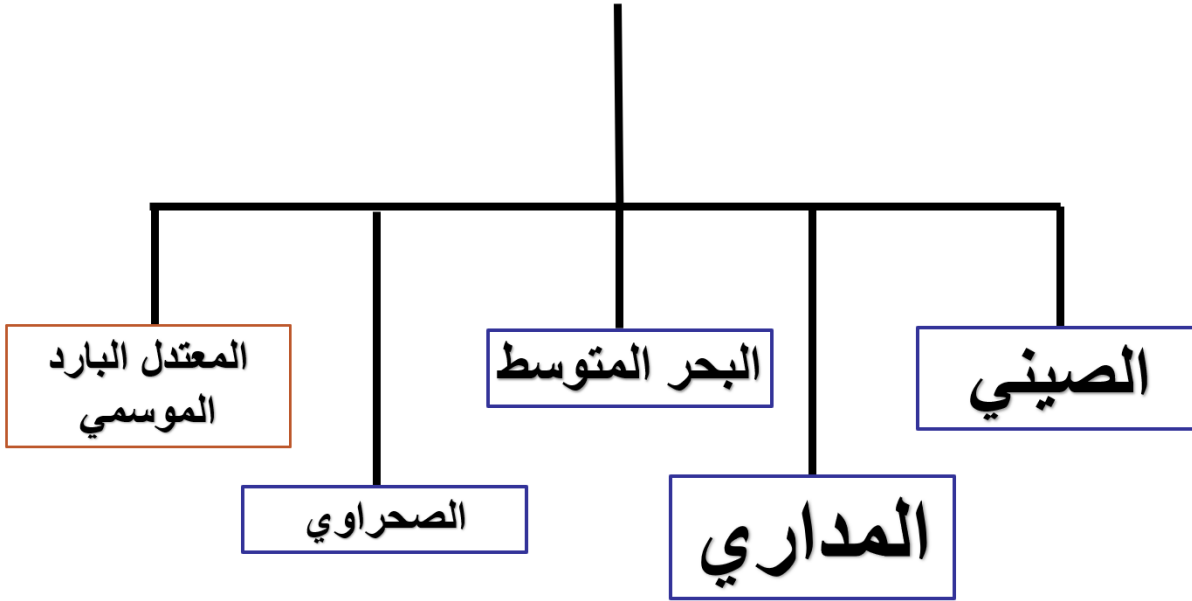 الصيني
المداري
البحر المتوسط
الصحراوي
المعتدل البارد
الموسمي